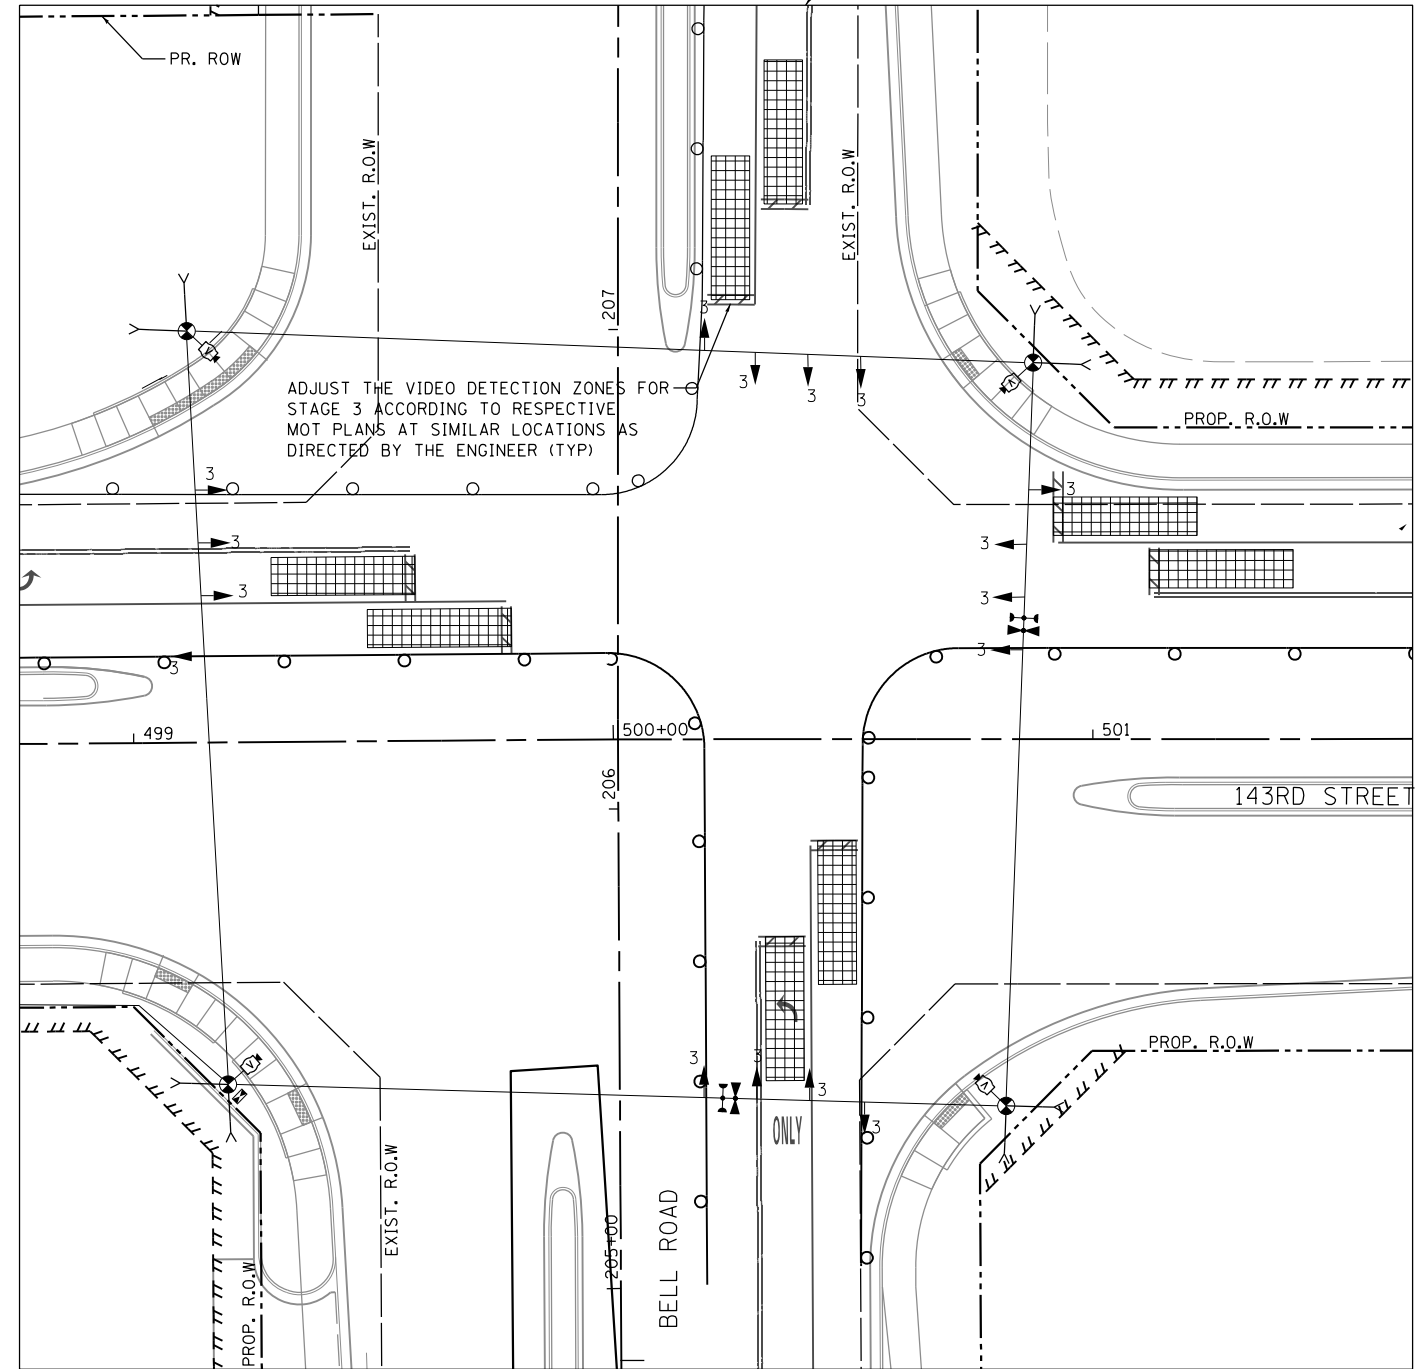 PR. ROW
EXIST. R.O.W
EXIST. R.O.W
207
3
3
3
3
ADJUST THE VIDEO DETECTION ZONES FOR
STAGE 3 ACCORDING TO RESPECTIVE
MOT PLANS AT SIMILAR LOCATIONS AS
DIRECTED BY THE ENGINEER (TYP)
PROP. R.O.W
3
3
3
3
3
3
3
3
499
500+00
501
206
143RD STREET
PROP. R.O.W
3
3
3
3
ONLY
EXIST. R.O.W
BELL ROAD
205+00
PROP. R.O.W